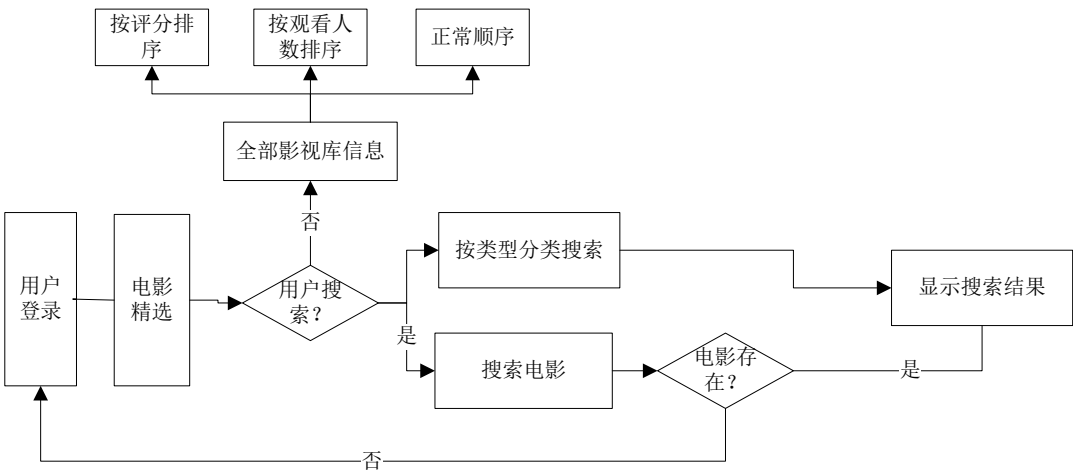 按评分排
序
按观看人
数排序
正常顺序
全部影视库信息
否
用户
登录
电影
精选
用户搜
索？
是
按类型分类搜索
搜索电影
电影存
在？
是
显示搜索结果
否